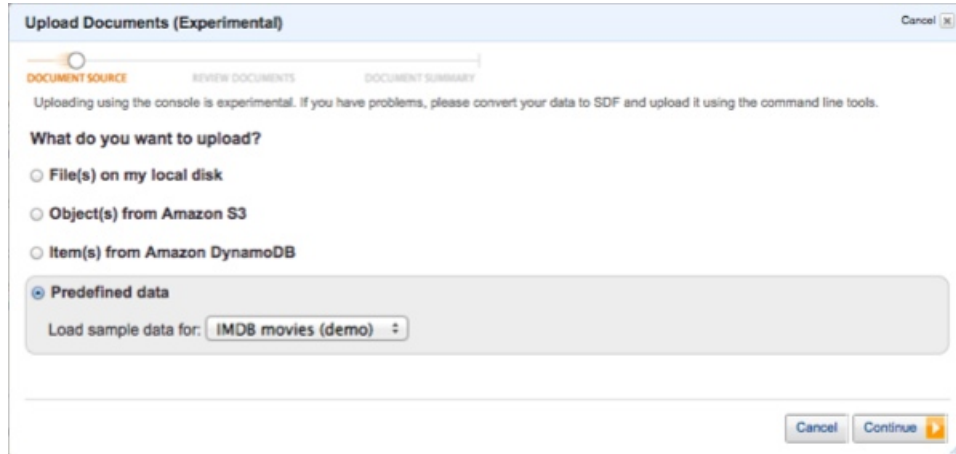 Upload Documents (Experimental)
Cancel
DOCUMENT SOURCE REVIEW DOCUMENTS DOCUMENT SUMMARY
Uploading using the console is experimental. If you have problems, please convert your data to SDF and upload it using the command line tools.
What do you want to upload?
File(s) on my local disk
Object(s) from Amazon S3
Item(s) from Amazon DynamoDB
Predefined data
Load sample data for: IMDB movies (demo)
Cancel Continue